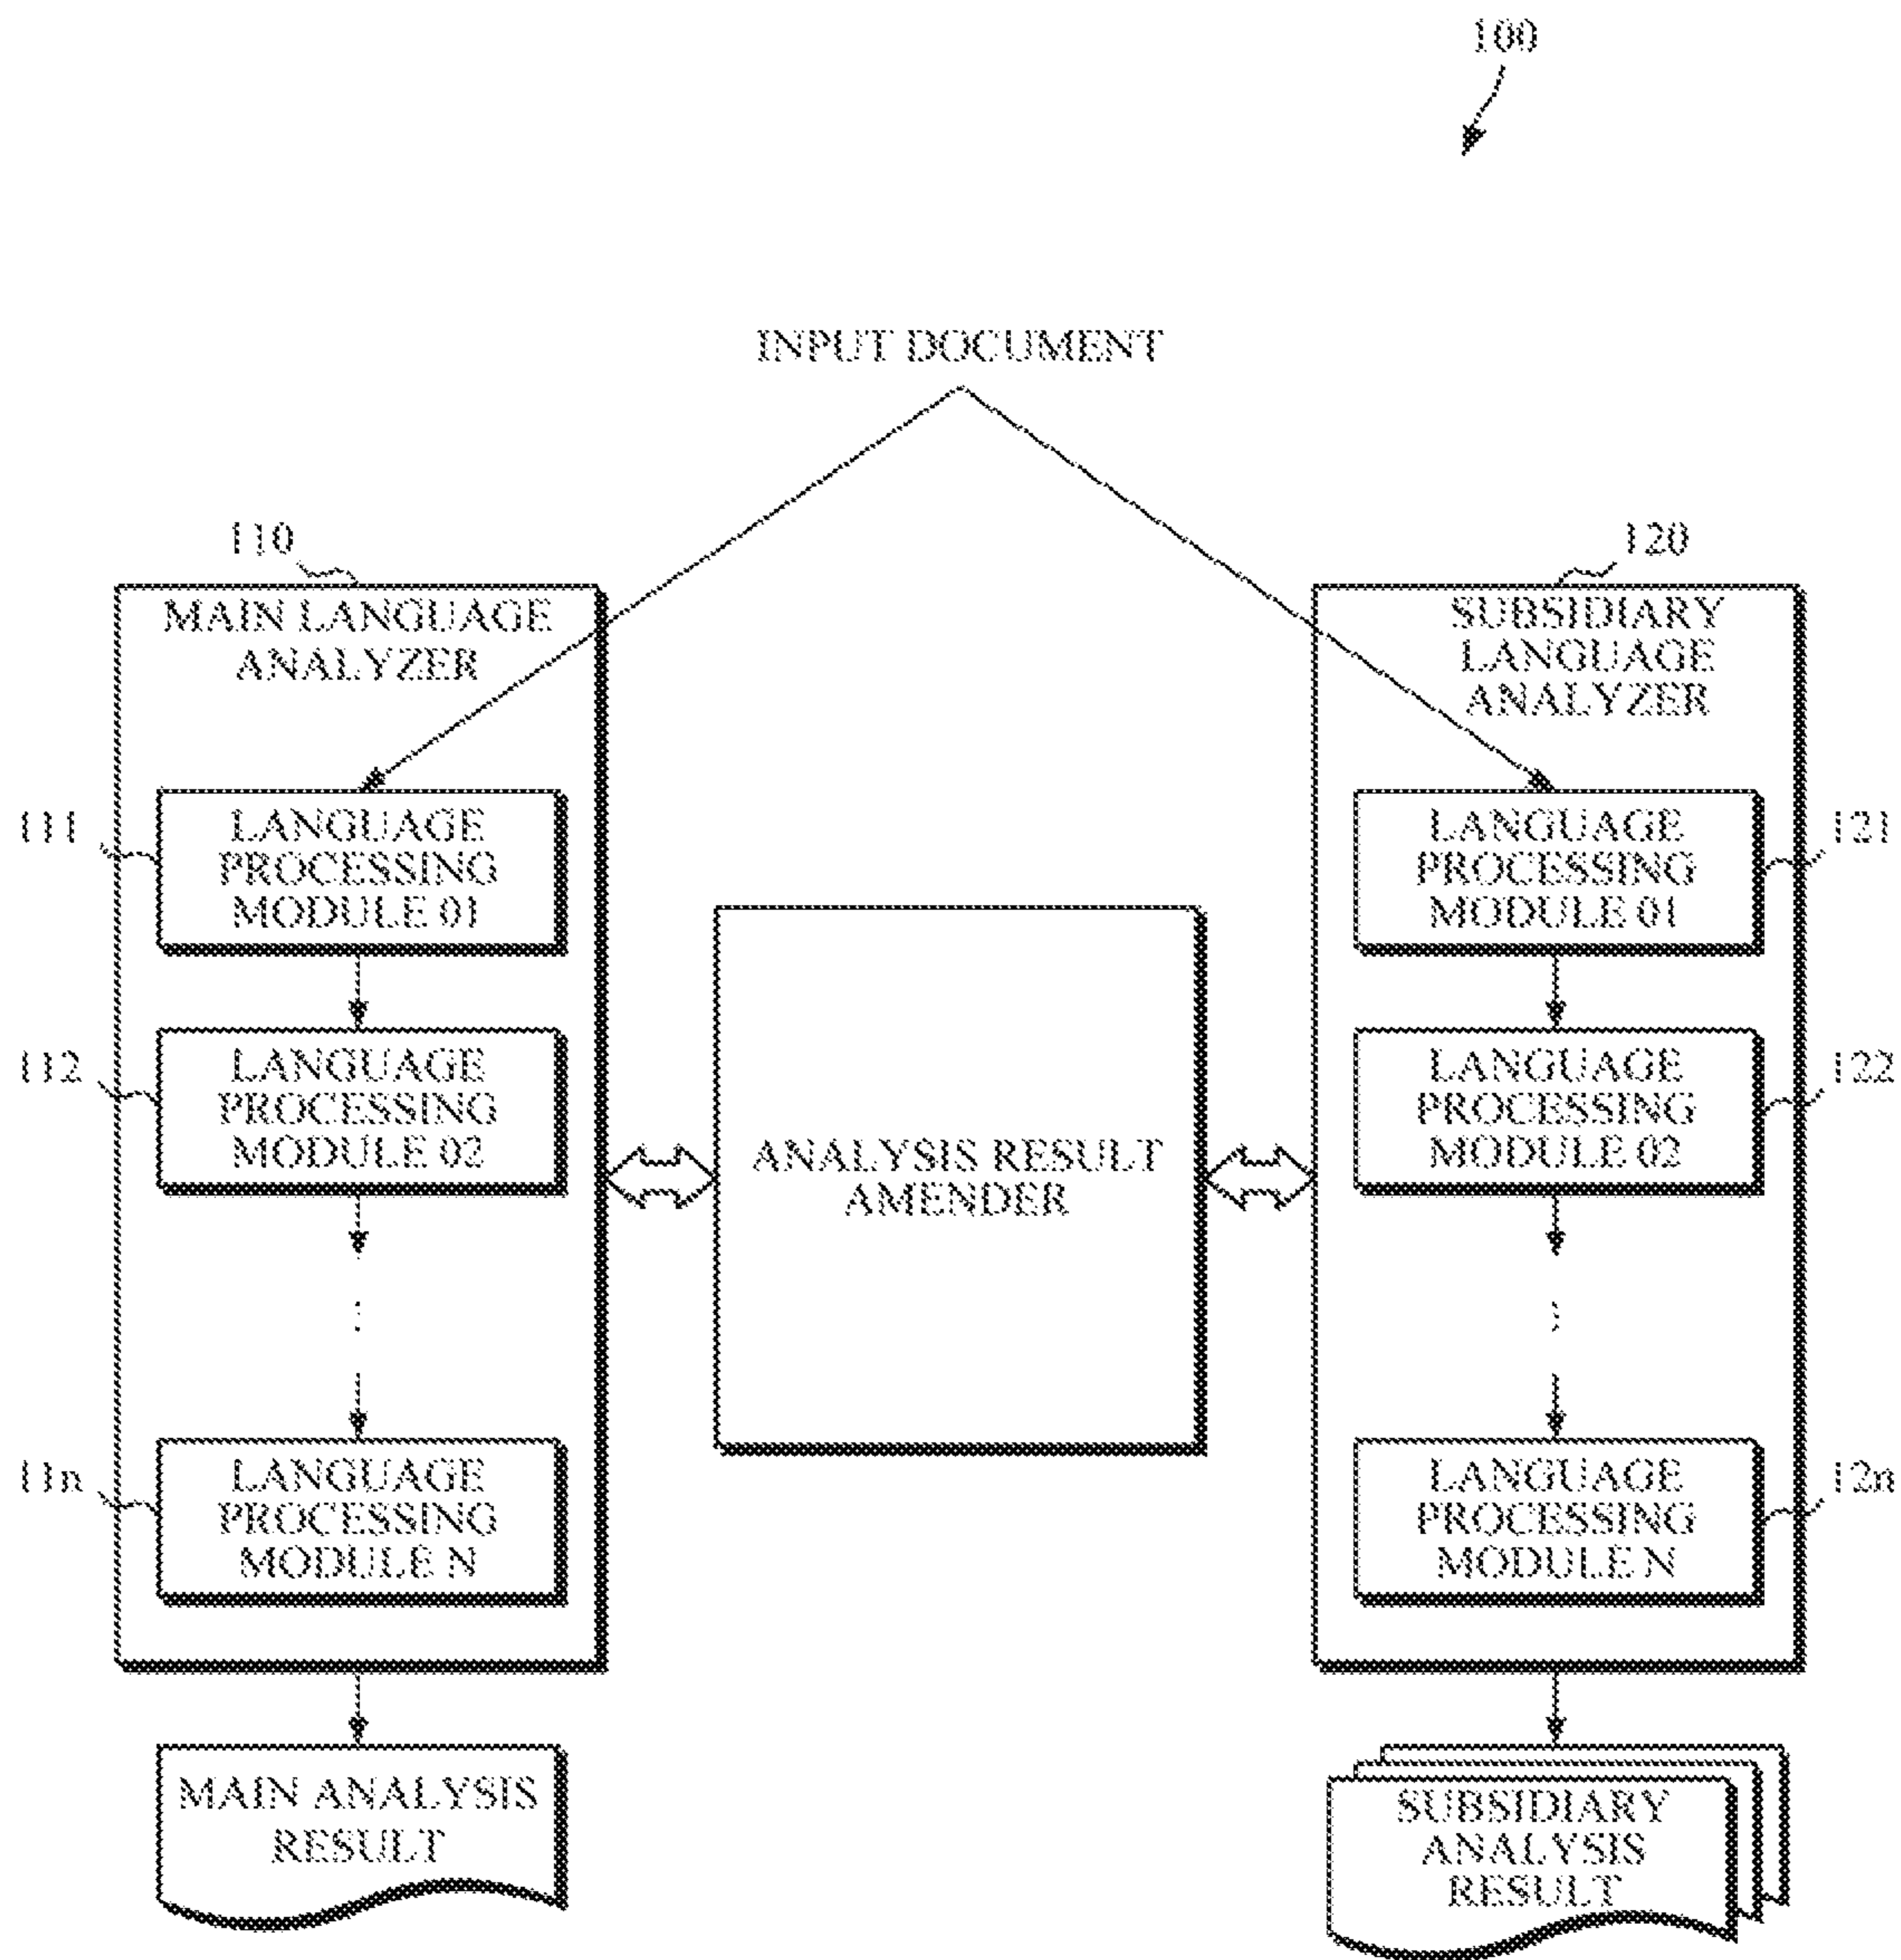 100
INPUT DOCUMENT
110
MAIN LANGUAGE
ANALYZER
111
LANGUAGE
PROCESSING
MODULE 01
112
LANGUAGE
PROCESSING
MODULE 02
11n
LANGUAGE
PROCESSING
MODULE N
MAIN ANALYSIS
RESULT
ANALYSIS RESULT
AMENDER
120
SUBSIDIARY
LANGUAGE
ANALYZER
LANGUAGE
PROCESSING
MODULE 01
121
LANGUAGE
PROCESSING
MODULE 02
122
LANGUAGE
PROCESSING
MODULE N
12n
SUBSIDIARY
ANALYSIS
RESULT